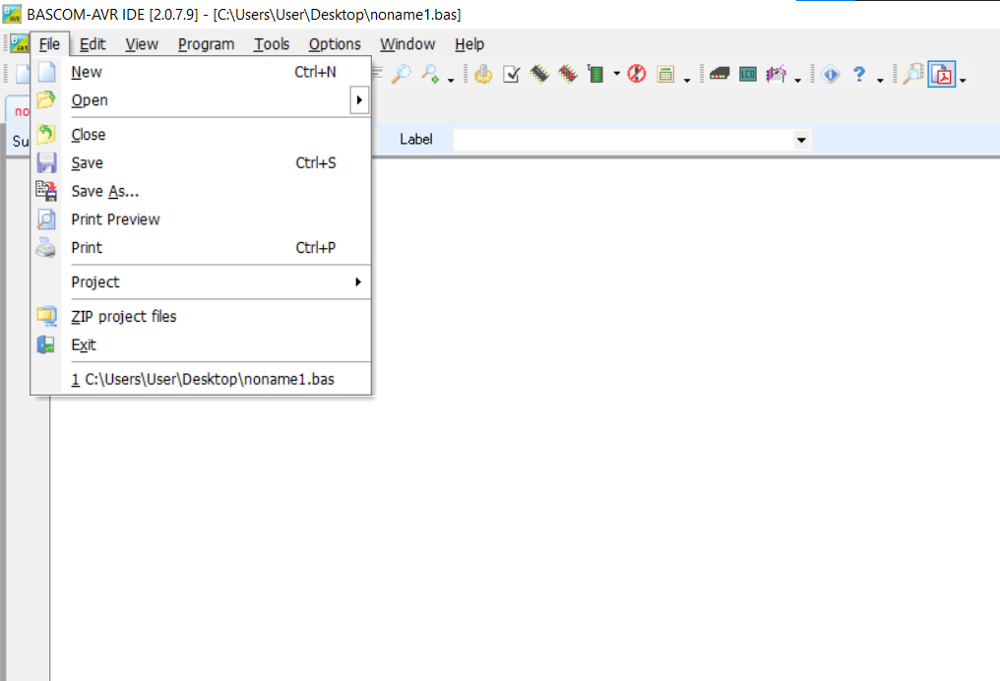 BASCOM-AVR IDE [2.0.7.9] - [C:\Users\User\Desktop\noname1.bas]
File Edit View Program Tools Options Window Help
New Ctrl+N
Open
no
Close
Su
Label
Save Ctrl+S
Save As...
Print Preview
Print Ctrl+P
Project
ZIP project files
Exit
1 C:\Users\User\Desktop\noname1.bas